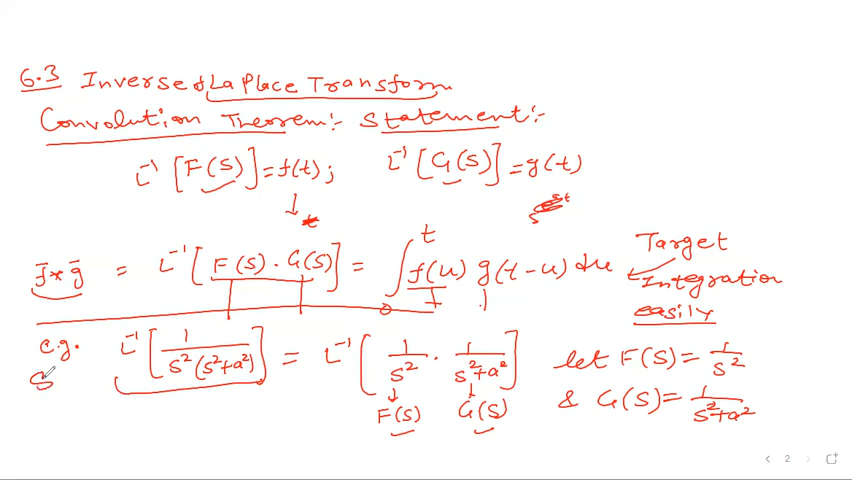 6.3 Inverse of LaPlace Transform
Convolution Theorem:- Statement:-
L⁻¹[F(S)]=f(t); L⁻¹[G(S)]=g(t)
f̄*ḡ = L⁻¹[F(S)·G(S)] = ∫₀ᵗ f(u) g(t-u) du
Target
Integration
easily
e.g. L⁻¹[1/(s²(s²+a²))] = L⁻¹[1/s² · 1/(s²+a²)]
F(S) G(S)
let F(S)=1/s²
& G(S)=1/(s²+a²)
S
2